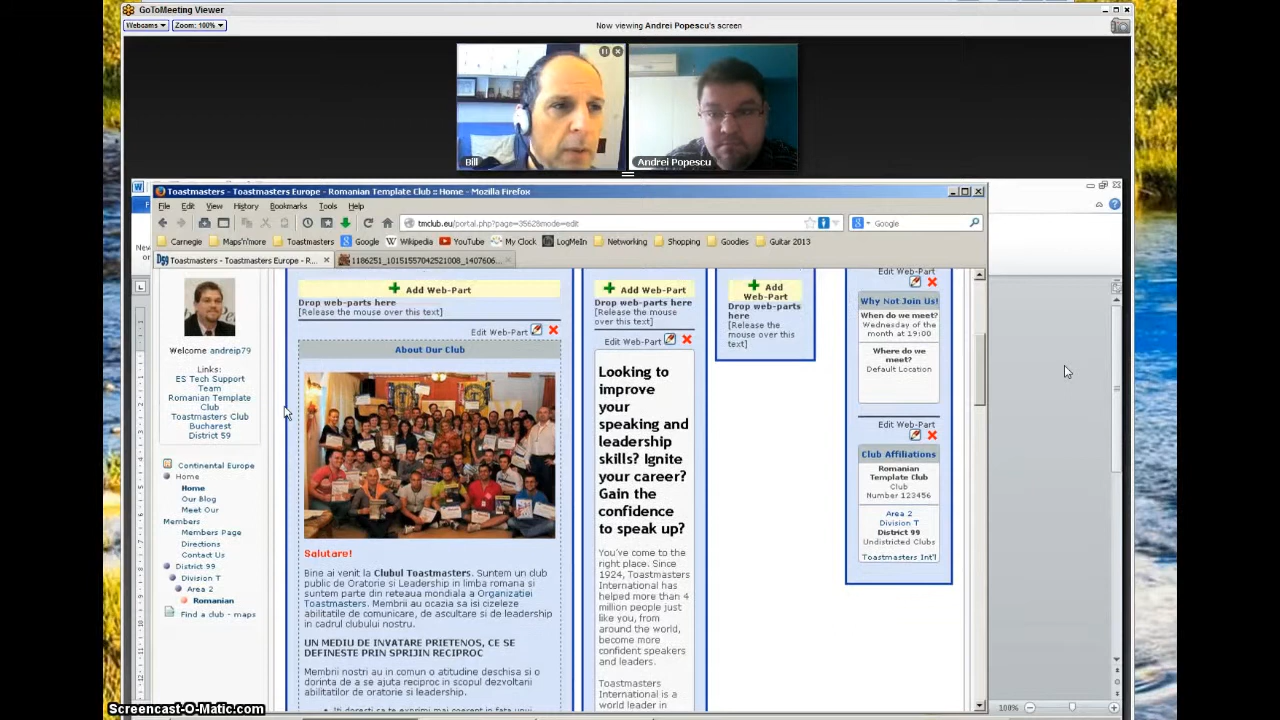 GoToMeeting Viewer
Webcams
Zoom: 100%
Now viewing Andrei Popescu's screen
Bill
Andrei Popescu
Toastmasters - Toastmasters Europe - Romanian Template Club :: Home - Mozilla Firefox
File Edit View History Bookmarks Tools Help
tmclub.eu/portal.php?page=3562&mode=edit
Google
Carnegie Maps'n'more Toastmasters Google Wikipedia YouTube My Clock LogMeIn Networking Shopping Goodies Guitar 2013
Toastmasters - Toastmasters Europe - R...
1186251_10151557042521008_1407606...
Welcome andreip79
Links:
ES Tech Support
Team
Romanian Template
Club
Toastmasters Club
Bucharest
District 59
Continental Europe
Home
Home
Our Blog
Meet Our
Members
Members Page
Directions
Contact Us
District 99
Division T
Area 2
Romanian
Find a club - maps
Add Web-Part
Drop web-parts here
[Release the mouse over this text]
Edit Web-Part
About Our Club
Salutare!
Bine ai venit la Clubul Toastmasters. Suntem un club
public de Oratorie si Leadership in limba romana si
suntem parte din reteaua mondiala a Organizatiei
Toastmasters. Membrii au ocazia sa isi cizeleze
abilitatile de comunicare, de ascultare si de leadership
in cadrul clubului nostru.
UN MEDIU DE INVATARE PRIETENOS, CE SE
DEFINESTE PRIN SPRIJIN RECIPROC
Membrii nostri au in comun o atitudine deschisa si o
dorinta de a se ajuta reciproc in scopul dezvoltarii
abilitatilor de oratorie si leadership.
Add Web-Part
Drop web-parts here
[Release the mouse over
this text]
Edit Web-Part
Looking to
improve
your
speaking and
leadership
skills? Ignite
your career?
Gain the
confidence
to speak up?
You've come to the
right place. Since
1924, Toastmasters
International has
helped more than 4
million people just
like you, from
around the world,
become more
confident speakers
and leaders.
Toastmasters
International is a
world leader in
Add
Web-Part
Drop web-parts
here
[Release the
mouse over this
text]
Edit Web-Part
Why Not Join Us!
When do we meet?
Wednesday of the
month at 19:00
Where do we
meet?
Default Location
Edit Web-Part
Club Affiliations
Romanian
Template Club
Club
Number 123456
Area 2
Division T
District 99
Undistricted Clubs
Toastmasters Int'l
100%
Screencast-O-Matic.com